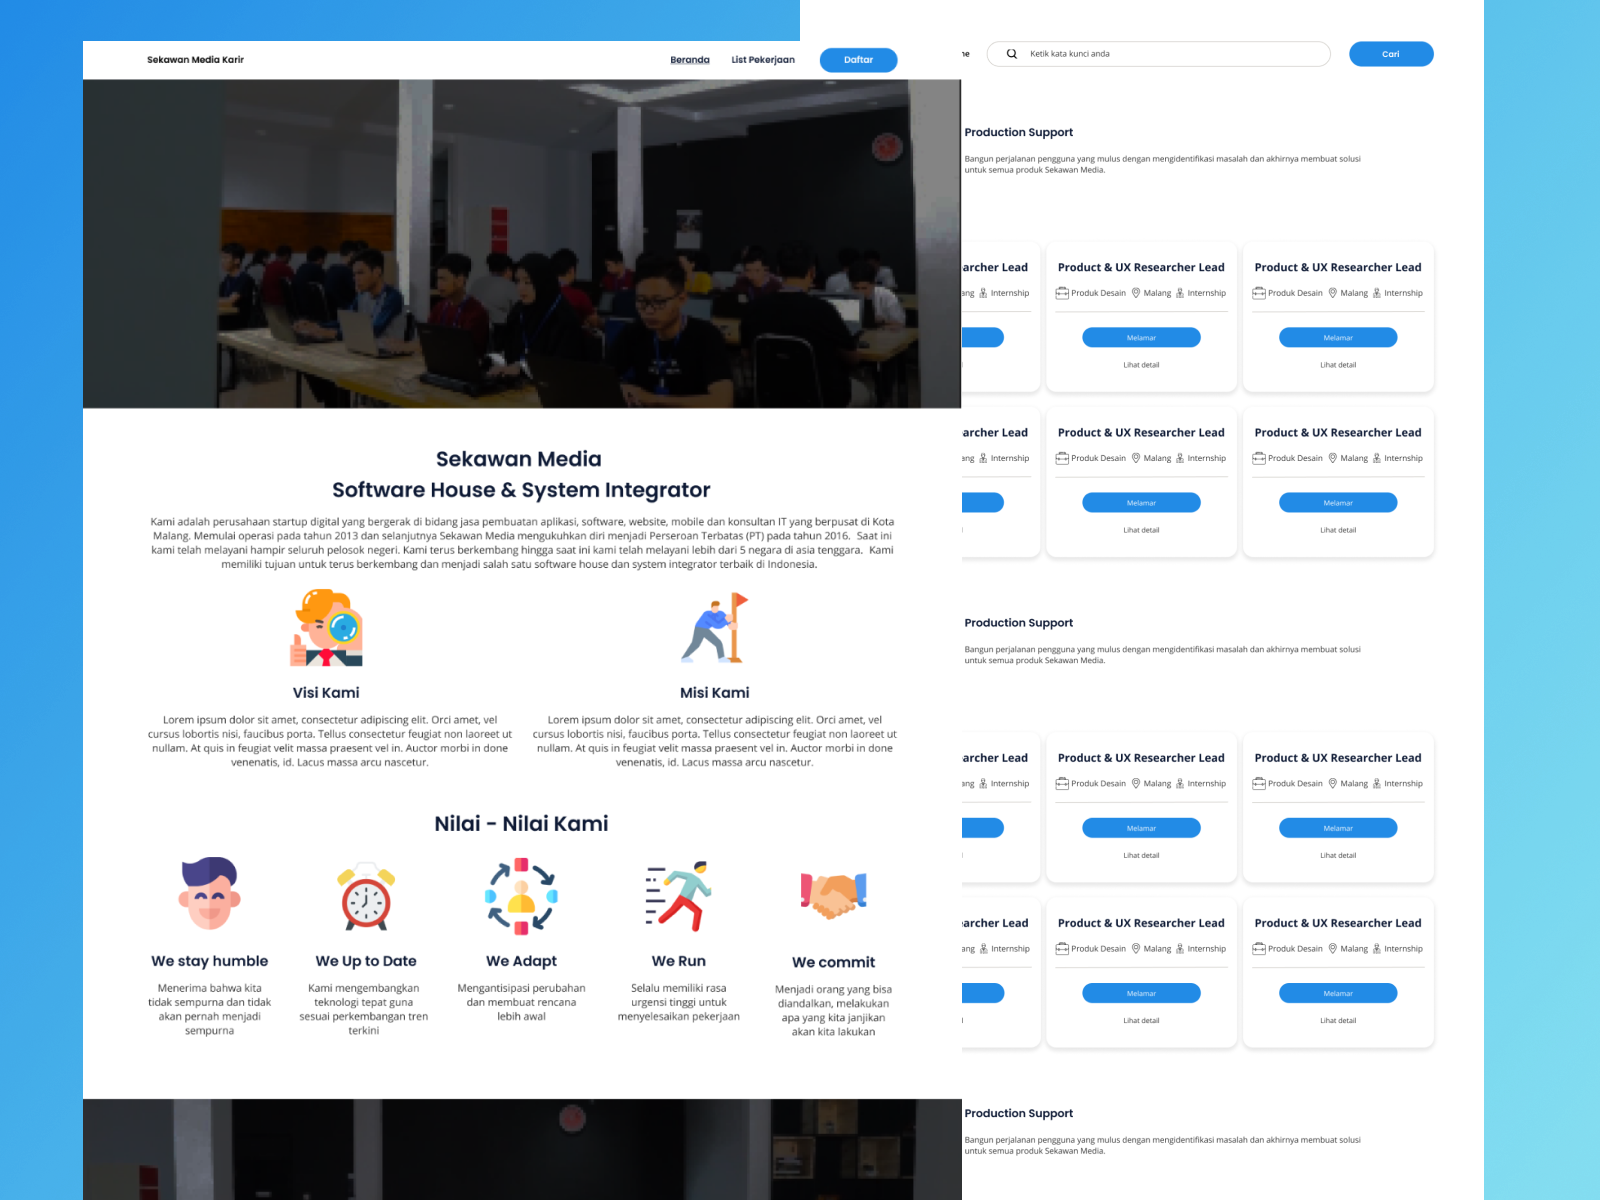 Sekawan Media Karir
Beranda
List Pekerjaan
Daftar
Sekawan Media
Software House & System Integrator
Kami adalah perusahaan startup digital yang bergerak di bidang jasa pembuatan aplikasi, software, website, mobile dan konsultan IT yang berpusat di Kota
Malang. Memulai operasi pada tahun 2013 dan selanjutnya Sekawan Media mengukuhkan diri menjadi Perseroan Terbatas (PT) pada tahun 2016.  Saat ini
kami telah melayani hampir seluruh pelosok negeri. Kami terus berkembang hingga saat ini kami telah melayani lebih dari 5 negara di asia tenggara.  Kami
memiliki tujuan untuk terus berkembang dan menjadi salah satu software house dan system integrator terbaik di Indonesia.
Visi Kami
Lorem ipsum dolor sit amet, consectetur adipiscing elit. Orci amet, vel
cursus lobortis nisi, faucibus porta. Tellus consectetur feugiat non laoreet ut
nullam. At quis in feugiat velit massa praesent vel in. Auctor morbi in done
venenatis, id. Lacus massa arcu nascetur.
Misi Kami
Lorem ipsum dolor sit amet, consectetur adipiscing elit. Orci amet, vel
cursus lobortis nisi, faucibus porta. Tellus consectetur feugiat non laoreet ut
nullam. At quis in feugiat velit massa praesent vel in. Auctor morbi in done
venenatis, id. Lacus massa arcu nascetur.
Nilai - Nilai Kami
We stay humble
Menerima bahwa kita
tidak sempurna dan tidak
akan pernah menjadi
sempurna
We Up to Date
Kami mengembangkan
teknologi tepat guna
sesuai perkembangan tren
terkini
We Adapt
Mengantisipasi perubahan
dan membuat rencana
lebih awal
We Run
Selalu memiliki rasa
urgensi tinggi untuk
menyelesaikan pekerjaan
We commit
Menjadi orang yang bisa
diandalkan, melakukan
apa yang kita janjikan
akan kita lakukan
ne
Ketik kata kunci anda
Cari
Production Support
Bangun perjalanan pengguna yang mulus dengan mengidentifikasi masalah dan akhirnya membuat solusi
untuk semua produk Sekawan Media.
archer Lead
ang Internship
Product & UX Researcher Lead
Produk Desain Malang Internship
Melamar
Lihat detail
Product & UX Researcher Lead
Produk Desain Malang Internship
Melamar
Lihat detail
archer Lead
ang Internship
Product & UX Researcher Lead
Produk Desain Malang Internship
Melamar
Lihat detail
Product & UX Researcher Lead
Produk Desain Malang Internship
Melamar
Lihat detail
Production Support
Bangun perjalanan pengguna yang mulus dengan mengidentifikasi masalah dan akhirnya membuat solusi
untuk semua produk Sekawan Media.
archer Lead
ang Internship
Product & UX Researcher Lead
Produk Desain Malang Internship
Melamar
Lihat detail
Product & UX Researcher Lead
Produk Desain Malang Internship
Melamar
Lihat detail
archer Lead
ang Internship
Product & UX Researcher Lead
Produk Desain Malang Internship
Melamar
Lihat detail
Product & UX Researcher Lead
Produk Desain Malang Internship
Melamar
Lihat detail
Production Support
Bangun perjalanan pengguna yang mulus dengan mengidentifikasi masalah dan akhirnya membuat solusi
untuk semua produk Sekawan Media.